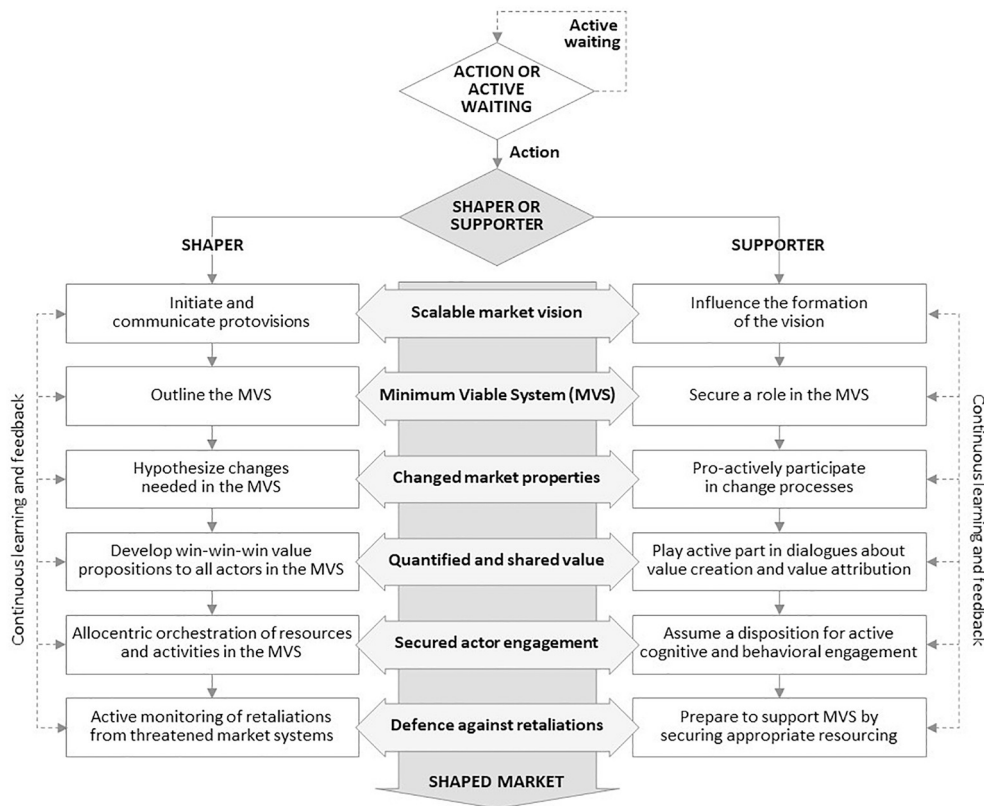 Active
waiting
ACTION OR
ACTIVE
WAITING
Action
SHAPER OR
SUPPORTER
SHAPER
SUPPORTER
Initiate and
communicate protovisions
Scalable market vision
Influence the formation
of the vision
Outline the MVS
Minimum Viable System (MVS)
Secure a role in the MVS
Hypothesize changes
needed in the MVS
Changed market properties
Pro-actively participate
in change processes
Develop win-win-win value
propositions to all actors in the MVS
Quantified and shared value
Play active part in dialogues about
value creation and value attribution
Allocentric orchestration of resources
and activities in the MVS
Secured actor engagement
Assume a disposition for active
cognitive and behavioral engagement
Active monitoring of retaliations
from threatened market systems
Defence against retaliations
Prepare to support MVS by
securing appropriate resourcing
Continuous learning and feedback
Continuous learning and feedback
SHAPED MARKET